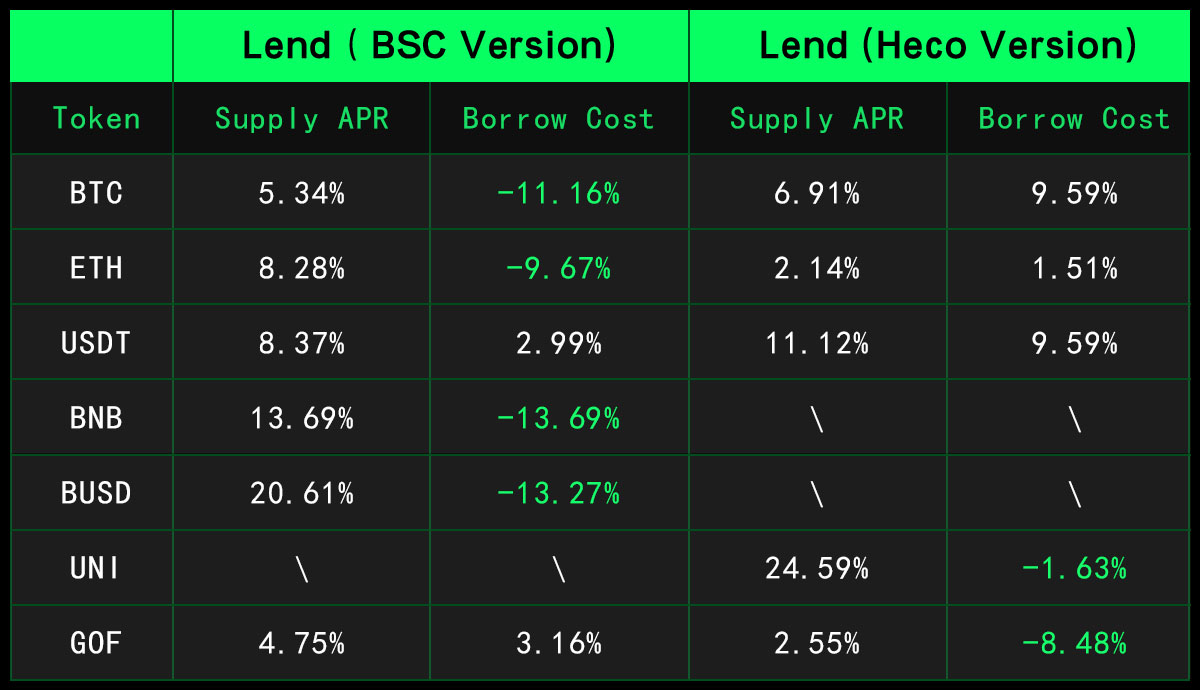 Lend ( BSC Version) Lend (Heco Version)
Token Supply APR Borrow Cost Supply APR Borrow Cost
BTC 5.34% -11.16% 6.91% 9.59%
ETH 8.28% -9.67% 2.14% 1.51%
USDT 8.37% 2.99% 11.12% 9.59%
BNB 13.69% -13.69% \ \
BUSD 20.61% -13.27% \ \
UNI \ \ 24.59% -1.63%
GOF 4.75% 3.16% 2.55% -8.48%